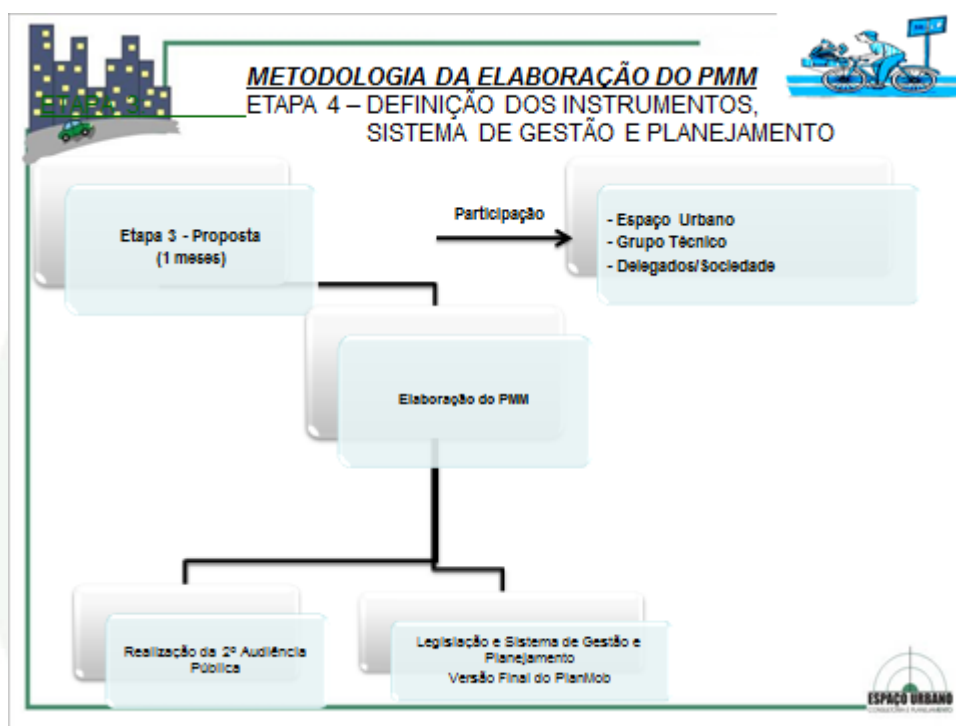 METODOLOGIA DA ELABORAÇÃO DO PMM
ETAPA 3
ETAPA 4 – DEFINIÇÃO DOS INSTRUMENTOS,
SISTEMA DE GESTÃO E PLANEJAMENTO
Etapa 3 - Proposta
(1 meses)
Participação
- Espaço Urbano
- Grupo Técnico
- Delegados/Sociedade
Elaboração do PMM
Realização da 2ª Audiência
Pública
Legislação e Sistema de Gestão e
Planejamento
Versão Final do PlanMob
ESPAÇO URBANO
CONSULTORIA E PLANEJAMENTO